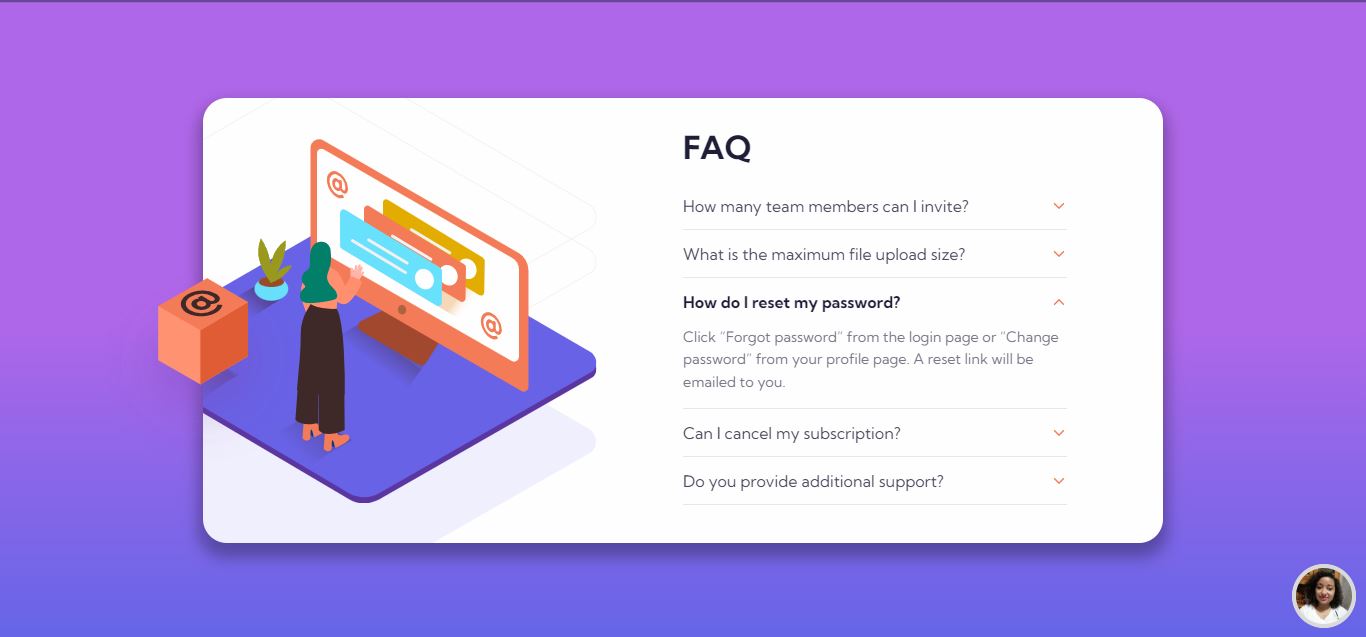 @
@
@
FAQ
How many team members can I invite?
What is the maximum file upload size?
How do I reset my password?
Click “Forgot password” from the login page or “Change
password” from your profile page. A reset link will be
emailed to you.
Can I cancel my subscription?
Do you provide additional support?